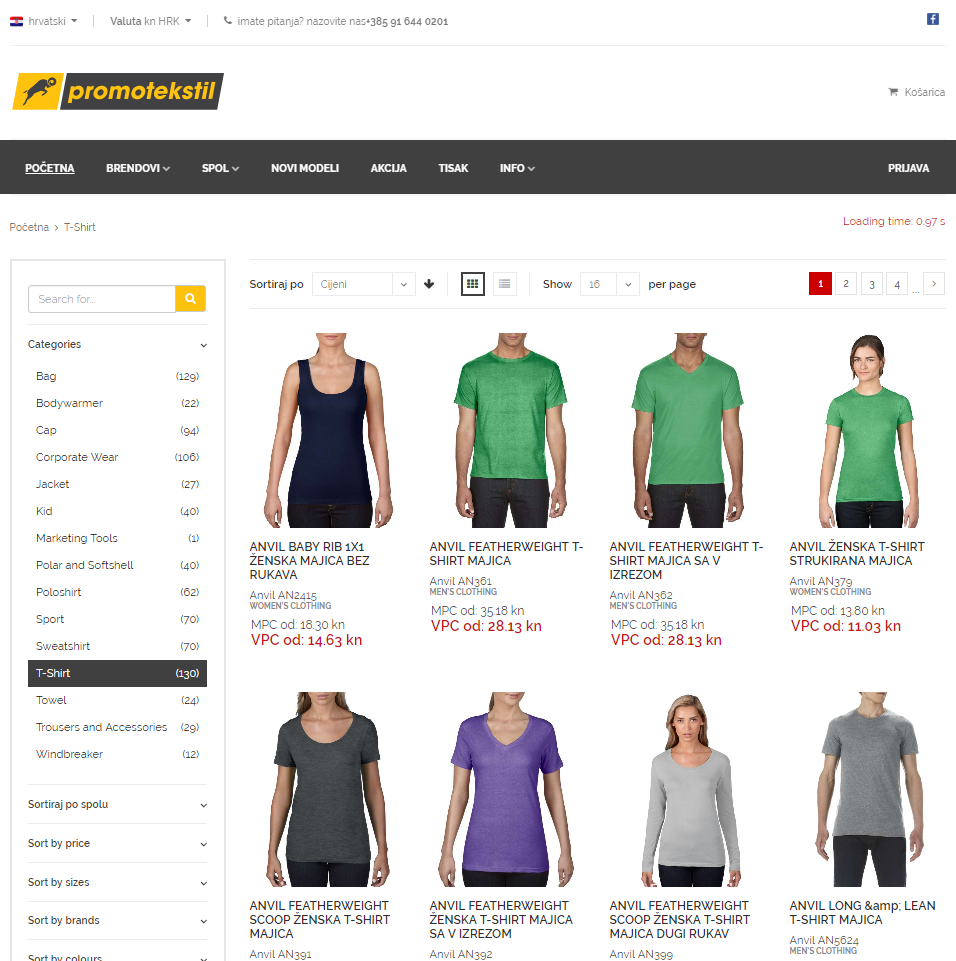 hrvatski
Valuta kn HRK
imate pitanja? nazovite nas+385 91 644 0201
promotekstil
Košarica
POČETNA BRENDOVI SPOL NOVI MODELI AKCIJA TISAK INFO PRIJAVA
Početna > T-Shirt
Loading time: 0.97 s
Search for...
Categories
Bag (129)
Bodywarmer (22)
Cap (94)
Corporate Wear (106)
Jacket (27)
Kid (40)
Marketing Tools (1)
Polar and Softshell (40)
Poloshirt (62)
Sport (70)
Sweatshirt (70)
T-Shirt (130)
Towel (24)
Trousers and Accessories (29)
Windbreaker (12)
Sortiraj po spolu
Sort by price
Sort by sizes
Sort by brands
Sort by colours
Sortiraj po Cijeni Show 16 per page 1 2 3 4 ... >
ANVIL BABY RIB 1X1
ŽENSKA MAJICA BEZ
RUKAVA
Anvil AN2415
WOMEN'S CLOTHING
MPC od: 18.30 kn
VPC od: 14.63 kn
ANVIL FEATHERWEIGHT T-
SHIRT MAJICA
Anvil AN361
MEN'S CLOTHING
MPC od: 35.18 kn
VPC od: 28.13 kn
ANVIL FEATHERWEIGHT T-
SHIRT MAJICA SA V
IZREZOM
Anvil AN362
MEN'S CLOTHING
MPC od: 35.18 kn
VPC od: 28.13 kn
ANVIL ŽENSKA T-SHIRT
STRUKIRANA MAJICA
Anvil AN379
WOMEN'S CLOTHING
MPC od: 13.80 kn
VPC od: 11.03 kn
ANVIL FEATHERWEIGHT
SCOOP ŽENSKA T-SHIRT
MAJICA
Anvil AN391
ANVIL FEATHERWEIGHT
ŽENSKA T-SHIRT MAJICA
SA V IZREZOM
Anvil AN392
ANVIL FEATHERWEIGHT
SCOOP ŽENSKA T-SHIRT
MAJICA DUGI RUKAV
Anvil AN399
ANVIL LONG &amp; LEAN
T-SHIRT MAJICA
Anvil AN5624
MEN'S CLOTHING